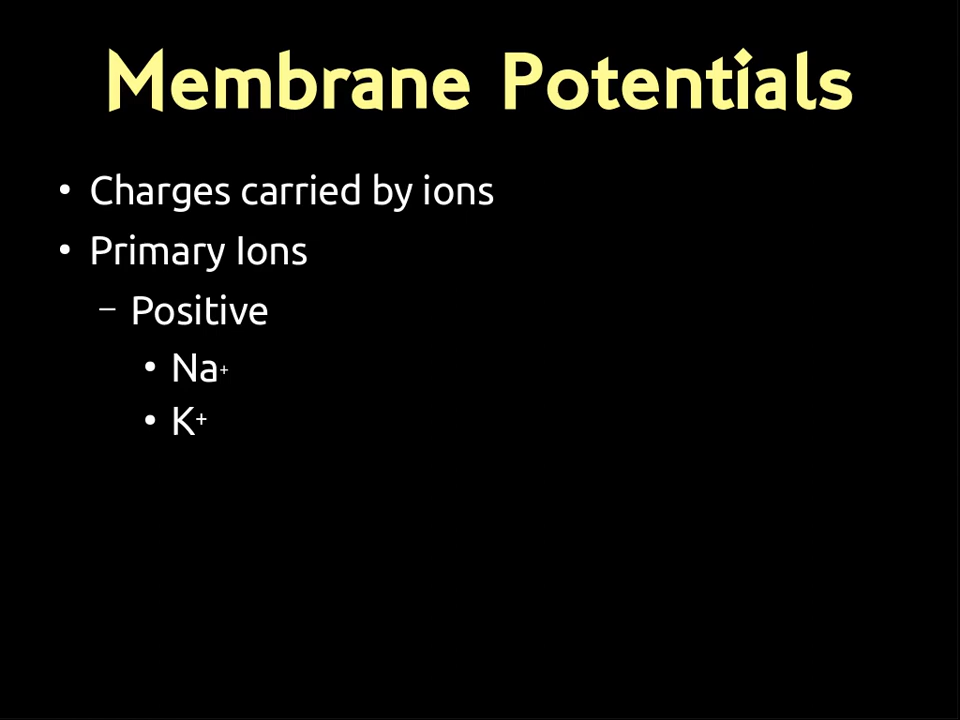 Membrane Potentials
• Charges carried by ions
• Primary Ions
– Positive
• Na+
• K+